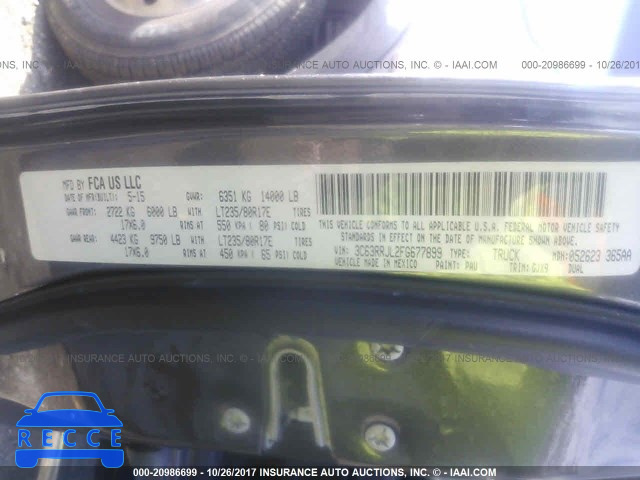 000-20986699 / 10/26/2017 INSURANCE AUTO AUCTIONS, INC - © - WWW.IAAI.COM
MFD BY FCA US LLC
DATE OF MFR(BUILT): 5-15 GVWR: 6351 KG 14000 LB
GAWR FRONT: 2722 KG 6000 LB WITH LT235/80R17E TIRES
17X6.0 RIMS AT 550 KPA / 80 PSI COLD
GAWR REAR: 4423 KG 9750 LB WITH LT235/80R17E TIRES
17X6.0 RIMS AT 450 KPA / 65 PSI COLD
THIS VEHICLE CONFORMS TO ALL APPLICABLE U.S.A. FEDERAL MOTOR VEHICLE
SAFETY STANDARDS IN EFFECT ON THE DATE OF MANUFACTURE SHOWN ABOVE.
VIN: 3C63RRJL2FG677899 TYPE: TRUCK MDH: 052623 365AA
VEHICLE MADE IN MEXICO PAINT: PAU TRIM: GJX9 DUAL
RECCE
000-20986699 / 10/26/2017 INSURANCE AUTO AUCTIONS, INC - © - WWW.IAAI.COM